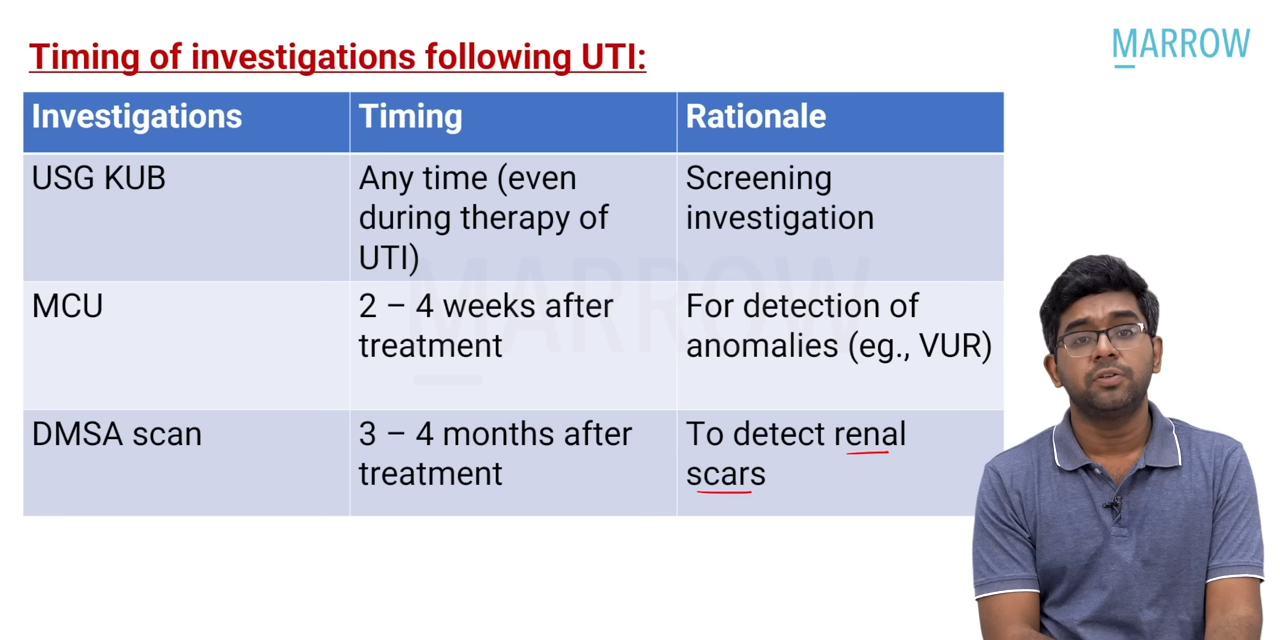 MARROW
Timing of investigations following UTI:
Investigations Timing Rationale
USG KUB
Any time (even
during therapy of
UTI)
Screening
investigation
MCU
2 – 4 weeks after
treatment
For detection of
anomalies (eg., VUR)
DMSA scan
3 – 4 months after
treatment
To detect renal
scars
MARROW